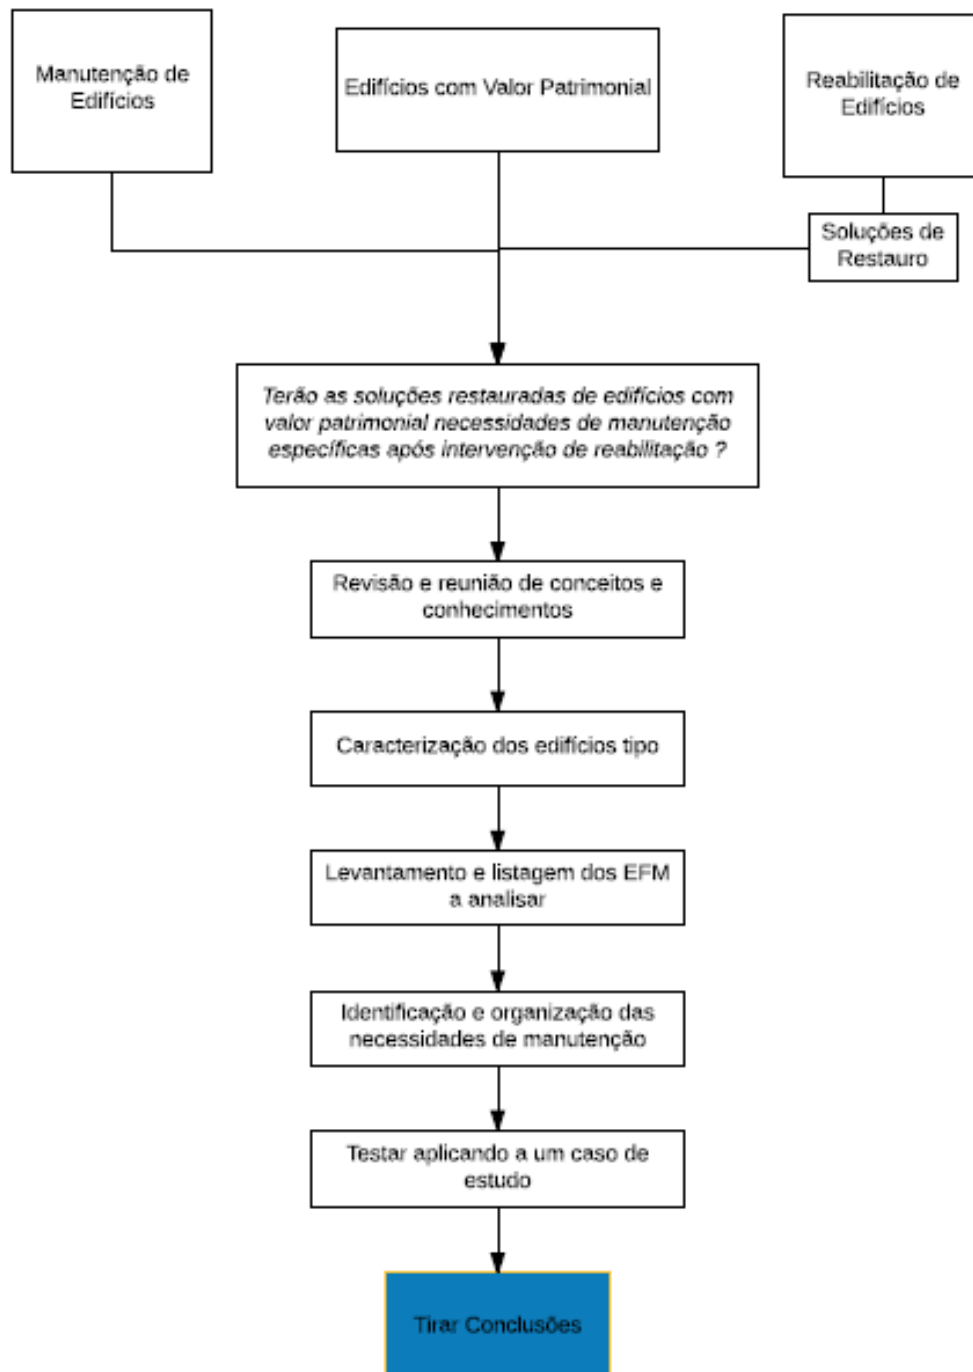 Manutenção de
Edifícios
Edifícios com Valor Patrimonial
Reabilitação de
Edifícios
Soluções de
Restauro
Terão as soluções restauradas de edifícios com
valor patrimonial necessidades de manutenção
específicas após intervenção de reabilitação ?
Revisão e reunião de conceitos e
conhecimentos
Caracterização dos edifícios tipo
Levantamento e listagem dos EFM
a analisar
Identificação e organização das
necessidades de manutenção
Testar aplicando a um caso de
estudo
Tirar Conclusões